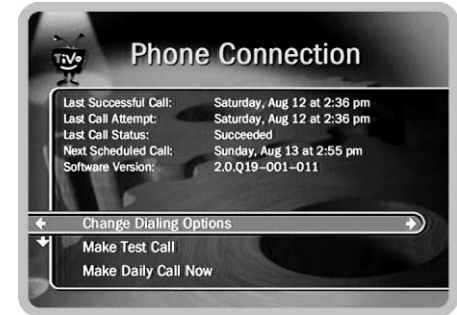 TiVo
Phone Connection
Last Successful Call: Saturday, Aug 12 at 2:36 pm
Last Call Attempt: Saturday, Aug 12 at 2:36 pm
Last Call Status: Succeeded
Next Scheduled Call: Sunday, Aug 13 at 2:55 pm
Software Version: 2.0.Q19–001–011
Change Dialing Options
Make Test Call
Make Daily Call Now